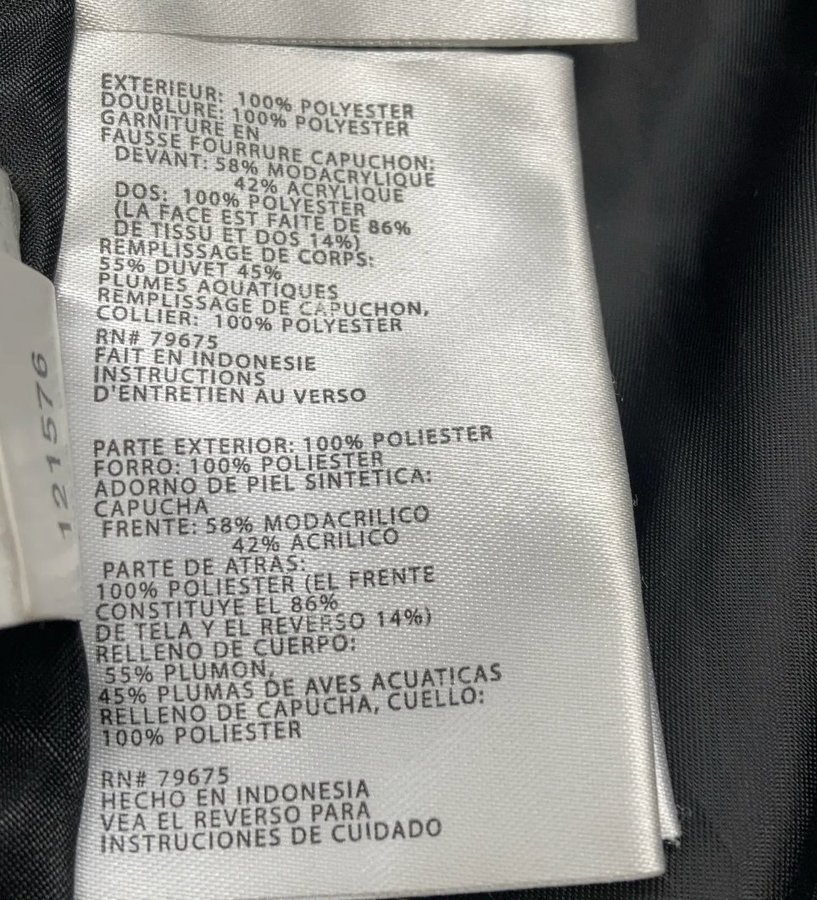 EXTERIEUR: 100% POLYESTER
DOUBLURE: 100% POLYESTER
GARNITURE EN
FAUSSE FOURRURE CAPUCHON:
DEVANT: 58% MODACRYLIQUE
42% ACRYLIQUE
DOS: 100% POLYESTER
(LA FACE EST FAITE DE 86%
DE TISSU ET DOS 14%)
REMPLISSAGE DE CORPS:
55% DUVET 45%
PLUMES AQUATIQUES
REMPLISSAGE DE CAPUCHON,
COLLIER: 100% POLYESTER
RN# 79675
FAIT EN INDONESIE
INSTRUCTIONS
D'ENTRETIEN AU VERSO
PARTE EXTERIOR: 100% POLIESTER
FORRO: 100% POLIESTER
ADORNO DE PIEL SINTETICA:
CAPUCHA
FRENTE: 58% MODACRILICO
42% ACRILICO
PARTE DE ATRAS:
100% POLIESTER (EL FRENTE
CONSTITUYE EL 86%
DE TELA Y EL REVERSO 14%)
RELLENO DE CUERPO:
55% PLUMON,
45% PLUMAS DE AVES ACUATICAS
RELLENO DE CAPUCHA, CUELLO:
100% POLIESTER
RN# 79675
HECHO EN INDONESIA
VEA EL REVERSO PARA
INSTRUCIONES DE CUIDADO
121576